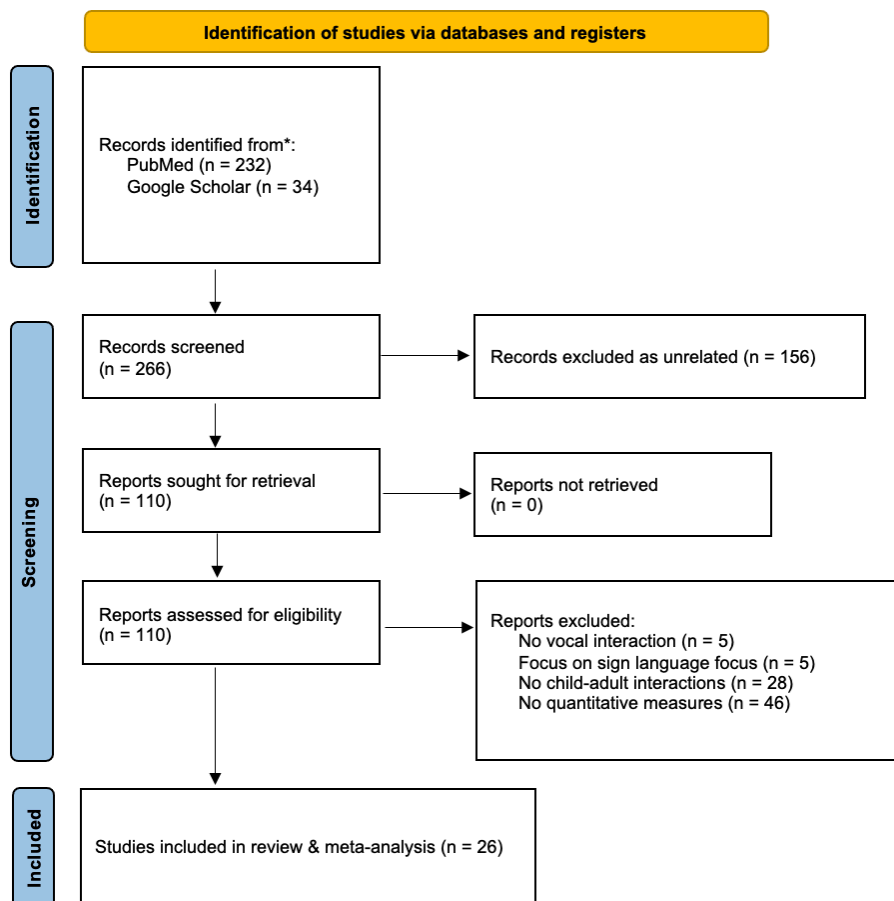 Identification of studies via databases and registers
Identification
Records identified from*:
PubMed (n = 232)
Google Scholar (n = 34)
Screening
Records screened
(n = 266)
Records excluded as unrelated (n = 156)
Reports sought for retrieval
(n = 110)
Reports not retrieved
(n = 0)
Reports assessed for eligibility
(n = 110)
Reports excluded:
No vocal interaction (n = 5)
Focus on sign language focus (n = 5)
No child-adult interactions (n = 28)
No quantitative measures (n = 46)
Included
Studies included in review & meta-analysis (n = 26)